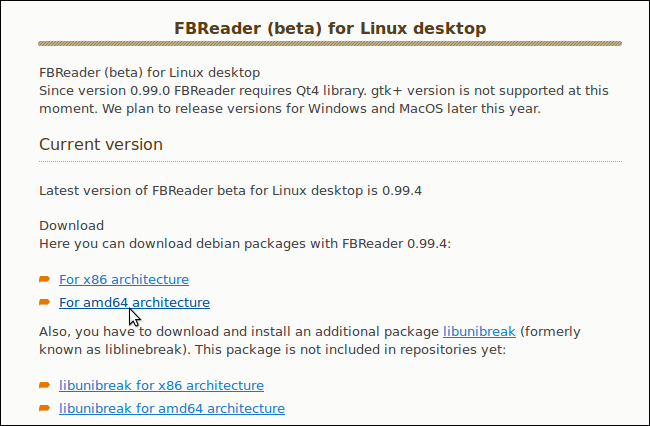 FBReader (beta) for Linux desktop
FBReader (beta) for Linux desktop
Since version 0.99.0 FBReader requires Qt4 library. gtk+ version is not supported at this
moment. We plan to release versions for Windows and MacOS later this year.
Current version
Latest version of FBReader beta for Linux desktop is 0.99.4
Download
Here you can download debian packages with FBReader 0.99.4:
For x86 architecture
For amd64 architecture
Also, you have to download and install an additional package libunibreak (formerly
known as liblinebreak). This package is not included in repositories yet:
libunibreak for x86 architecture
libunibreak for amd64 architecture